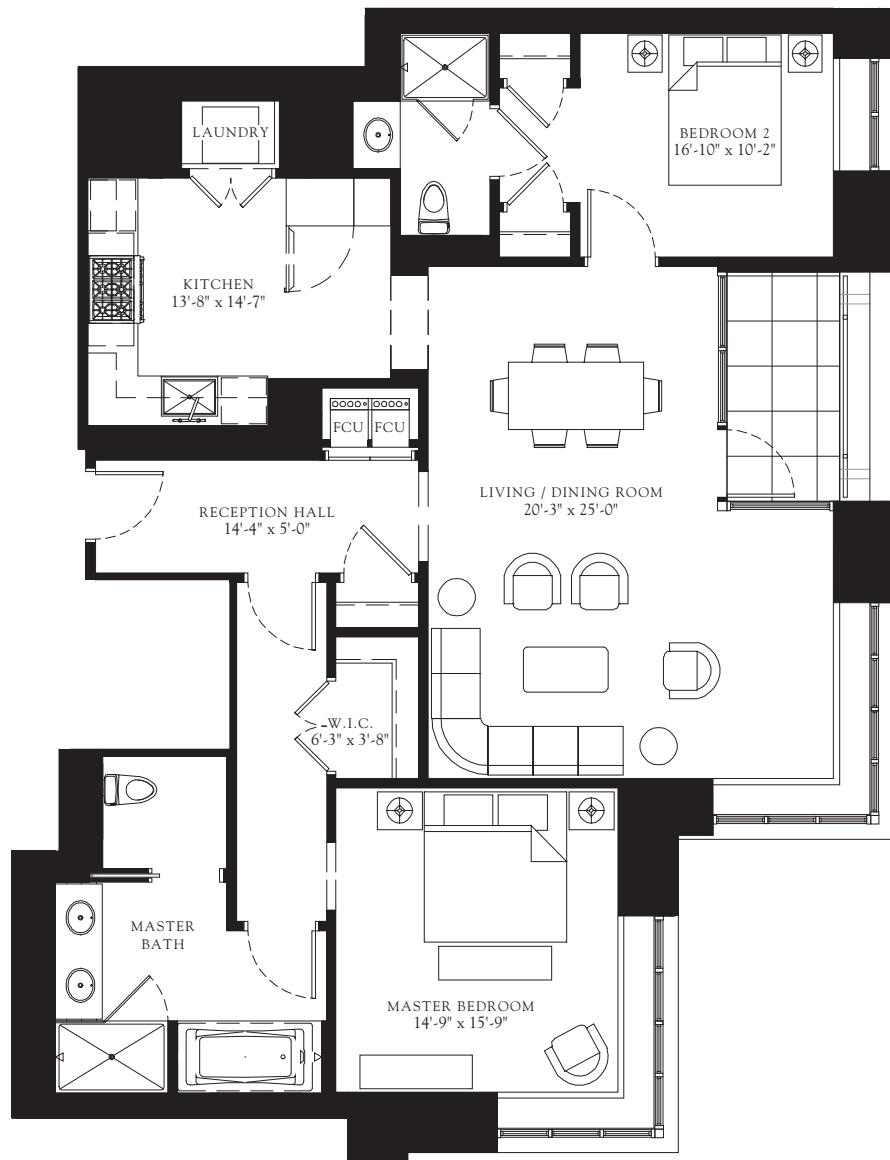 LAUNDRY
BEDROOM 2
16'-10" x 10'-2"
KITCHEN
13'-8" x 14'-7"
FCU FCU
LIVING / DINING ROOM
20'-3" x 25'-0"
RECEPTION HALL
14'-4" x 5'-0"
W.I.C.
6'-3" x 3'-8"
MASTER
BATH
MASTER BEDROOM
14'-9" x 15'-9"